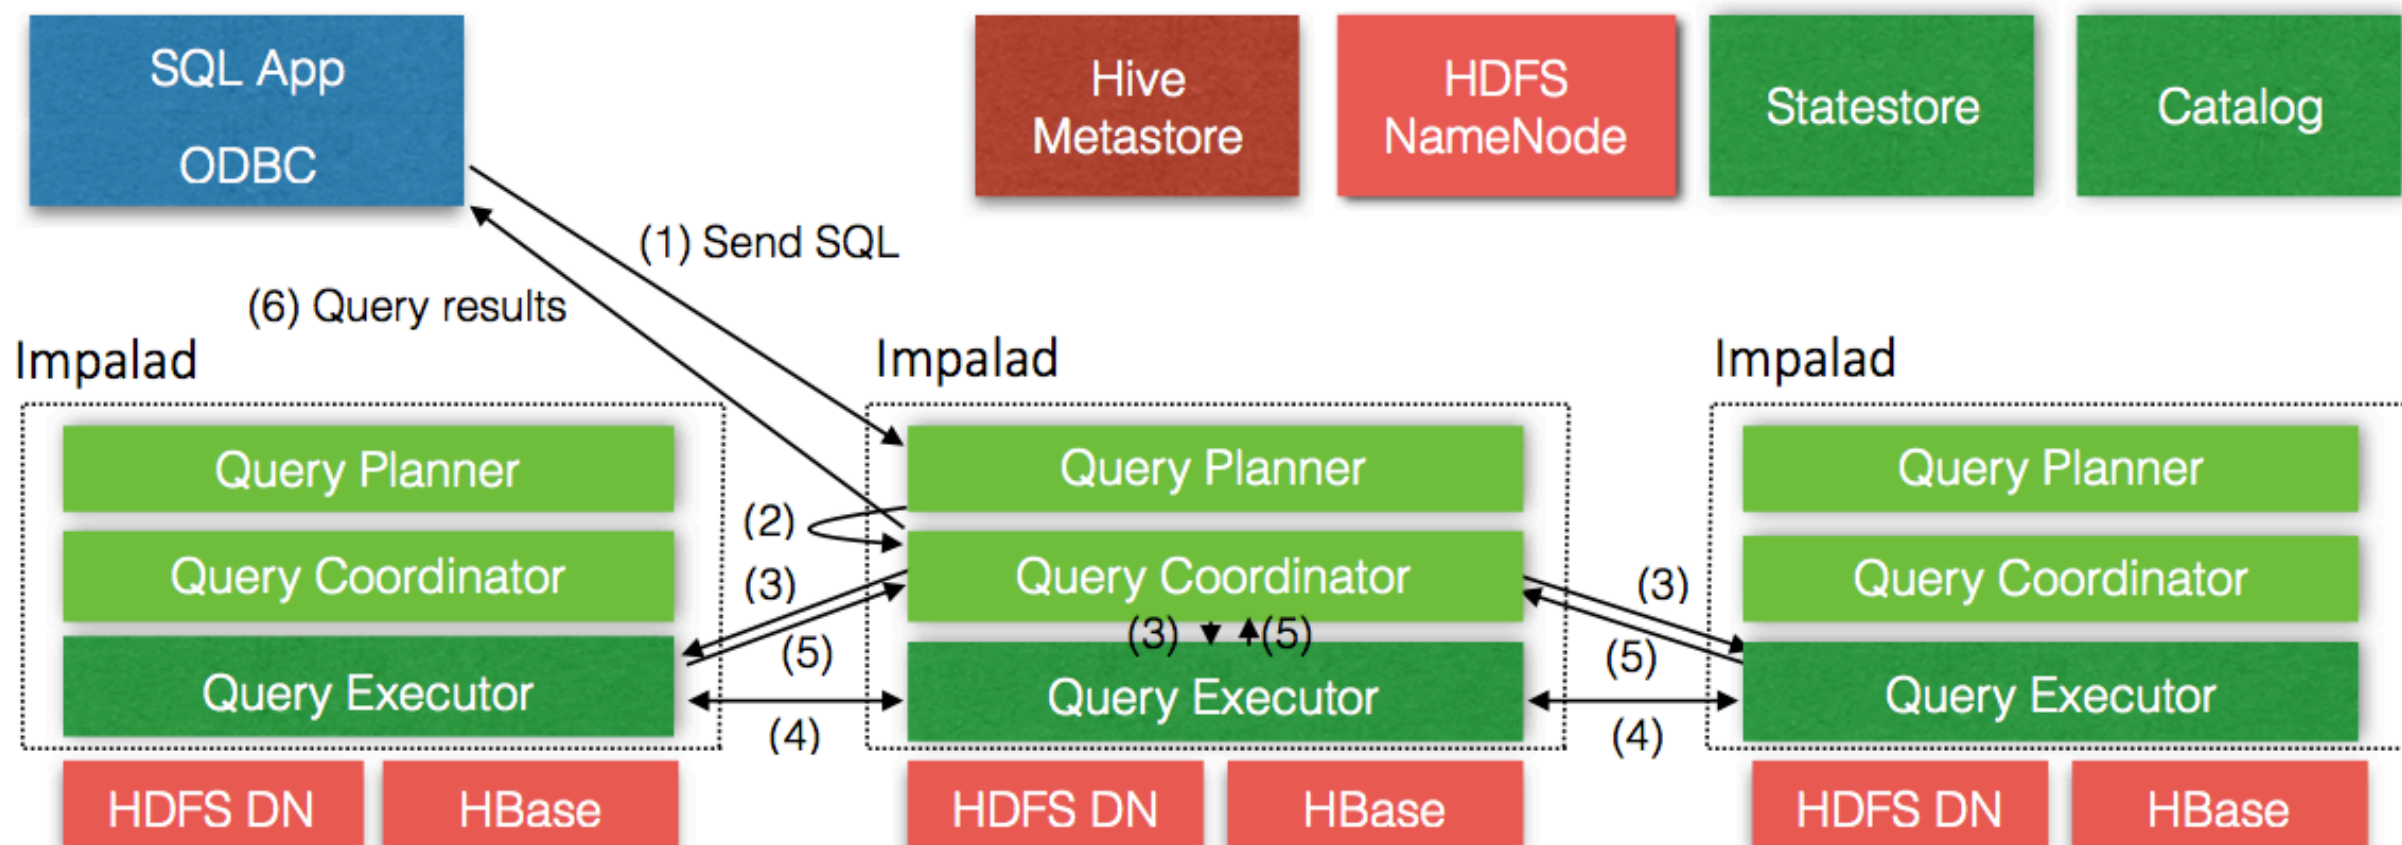 SQL App
ODBC
Hive
Metastore
HDFS
NameNode
Statestore
Catalog
(1) Send SQL
(6) Query results
Impalad
Impalad
Impalad
Query Planner
Query Planner
Query Planner
(2)
Query Coordinator
(3)
Query Coordinator
(3)
Query Coordinator
(3)
(5)
(5)
(5)
Query Executor
Query Executor
Query Executor
(4)
(4)
HDFS DN
HBase
HDFS DN
HBase
HDFS DN
HBase